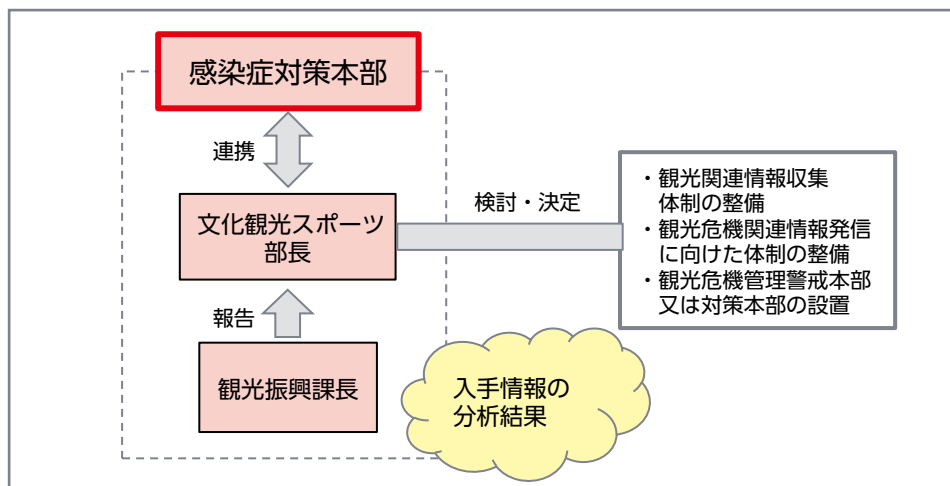 感染症対策本部
連携
文化観光スポーツ
部長
検討・決定
・観光関連情報収集
体制の整備
・観光危機関連情報発信
に向けた体制の整備
・観光危機管理警戒本部
又は対策本部の設置
報告
観光振興課長
入手情報の
分析結果